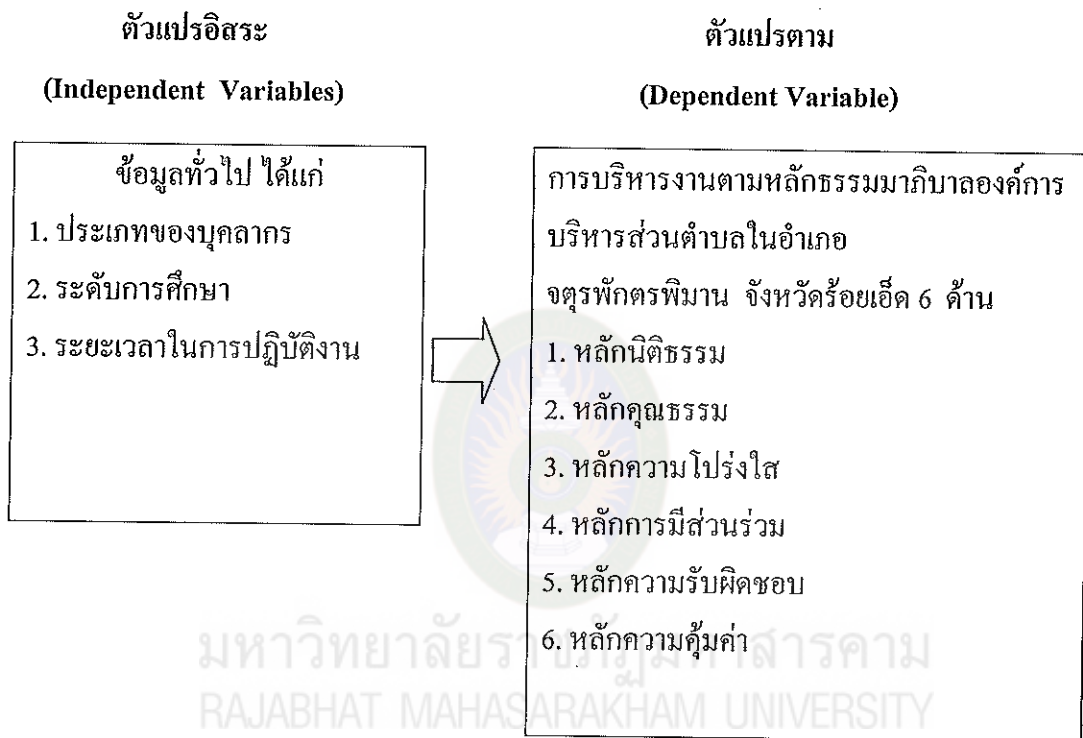 ตัวแปรอิสระ
(Independent Variables)
ข้อมูลทั่วไป ได้แก่
1. ประเภทของบุคลากร
2. ระดับการศึกษา
3. ระยะเวลาในการปฏิบัติงาน
ตัวแปรตาม
(Dependent Variable)
การบริหารงานตามหลักธรรมมาภิบาลองค์การ
บริหารส่วนตำบลในอำเภอ
จตุรพักตรพิมาน จังหวัดร้อยเอ็ด 6 ด้าน
1. หลักนิติธรรม
2. หลักคุณธรรม
3. หลักความโปร่งใส
4. หลักการมีส่วนร่วม
5. หลักความรับผิดชอบ
6. หลักความคุ้มค่า
มหาวิทยาลัยราชภัฏมหาสารคาม
RAJABHAT MAHASARAKHAM UNIVERSITY